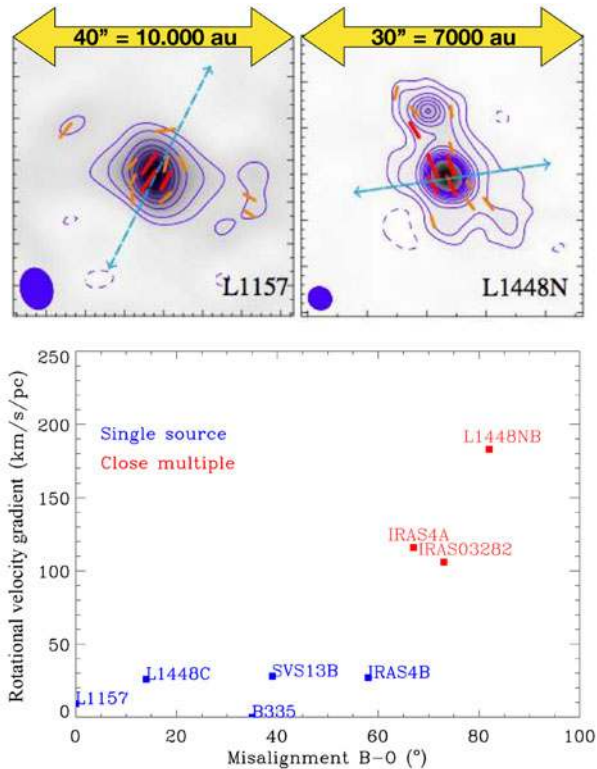 40” = 10.000 au
30” = 7000 au
L1157
L1448N
Rotational velocity gradient (km/s/pc)
250
200
150
100
50
0
Single source
Close multiple
L1448NB
IRAS4A
IRAS03282
L1448C
SVS13B
IRAS4B
L1157
B335
0
20
40
60
80
100
Misalignment B-O (°)